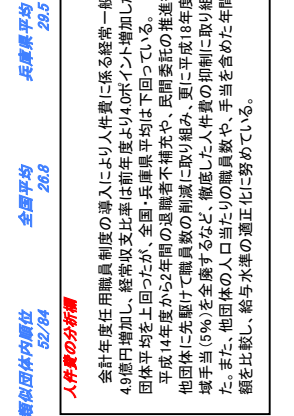 類似団体内順位 全国平均 兵庫県平均
52/84 26.8 29.5
人件費の分析欄
会計年度任用職員制度の導入により人件費に係る経常一般
4.9億円増加し、経常収支比率は前年度より4.0ポイント増加した
団体平均を上回ったが、全国・兵庫県平均は下回っている。
平成14年度から2年間の退職者不補充や、民間委託の推進
他団体に先駆けて職員数の削減に取り組み、更に平成18年度
域手当(5%)を全廃するなど、徹底した人件費の抑制に取り組
た。また、他団体の人口当たりの職員数や、手当を含めた年間
額を比較し、給与水準の適正化に努めている。